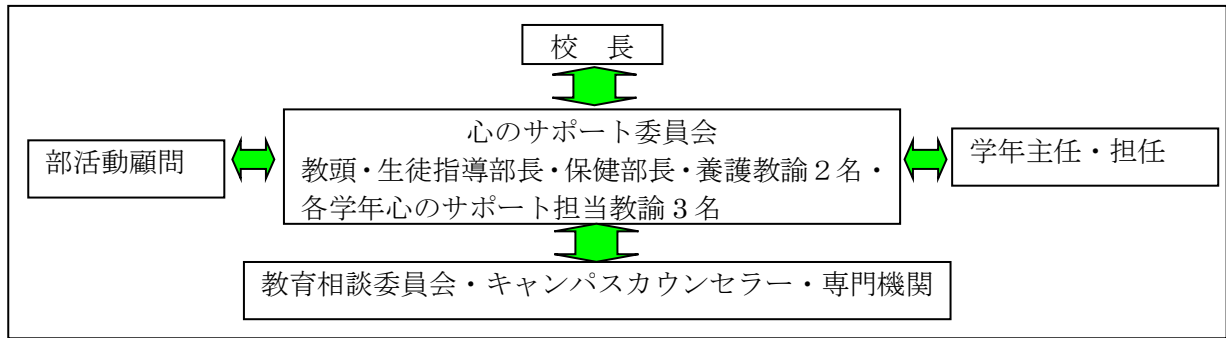 校　長
心のサポート委員会
教頭・生徒指導部長・保健部長・養護教諭２名・
各学年心のサポート担当教諭３名
部活動顧問
学年主任・担任
教育相談委員会・キャンパスカウンセラー・専門機関